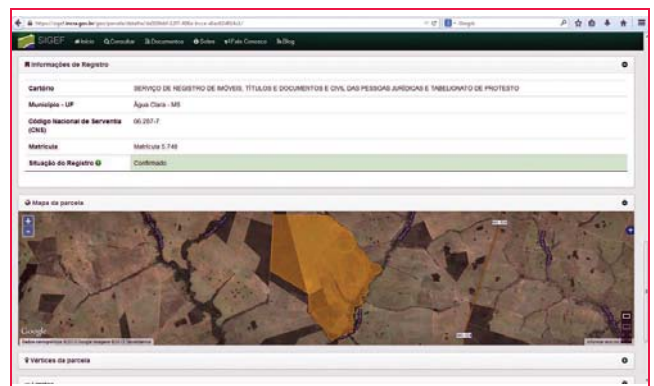 SIGEF Início Consultar Documentos Sobre Fale Conosco Blog
Informações de Registro
Cartório SERVIÇO DE REGISTRO DE IMÓVEIS, TÍTULOS E DOCUMENTOS E CIVIL DAS PESSOAS JURÍDICAS E TABELIONATO DE PROTESTO
Município - UF Água Clara - MS
Código Nacional de Serventia (CNS) 06.287-7
Matrícula Matrícula 5.748
Situação do Registro Confirmado
Mapa da parcela
Google
Vértices da parcela